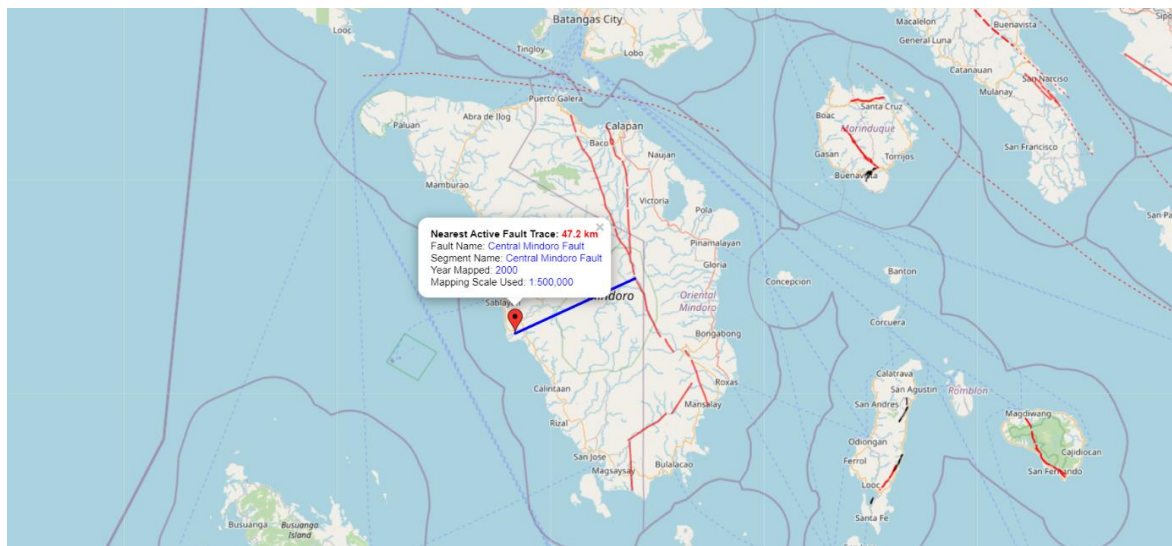 Batangas City
Looc
Tingloy
Lobo
Macalelon
Buenavista
General Luna
Catanauan
San Narciso
Mulanay
San Francisco
Puerto Galera
Paluan
Abra de Ilog
Calapan
Baco
Naujan
Mamburao
Victoria
Pola
Pinamalayan
Gloria
Santa Cruz
Boac
Marinduque
Gasan
Torrijos
Buenavista
Nearest Active Fault Trace: 47.2 km
Fault Name: Central Mindoro Fault
Segment Name: Central Mindoro Fault
Year Mapped: 2000
Mapping Scale Used: 1:500,000
×
Concepcion
Banton
Oriental
Mindoro
Corcuera
Bongabong
Calintaan
Roxas
Mansalay
Rizal
San Jose
Magsaysay
Bulalacao
Calatrava
San Agustin
San Andres
Romblon
Odiongan
Ferrol
Looc
Santa Fe
Magdiwang
Cajidiocan
San Fernando
Busuanga
Busuanga
Island